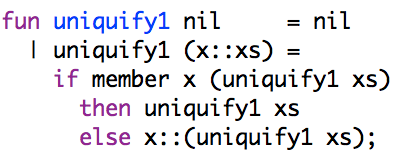 fun uniquify1 nil     = nil
  | uniquify1 (x::xs) =
    if member x (uniquify1 xs)
      then uniquify1 xs
      else x::(uniquify1 xs);